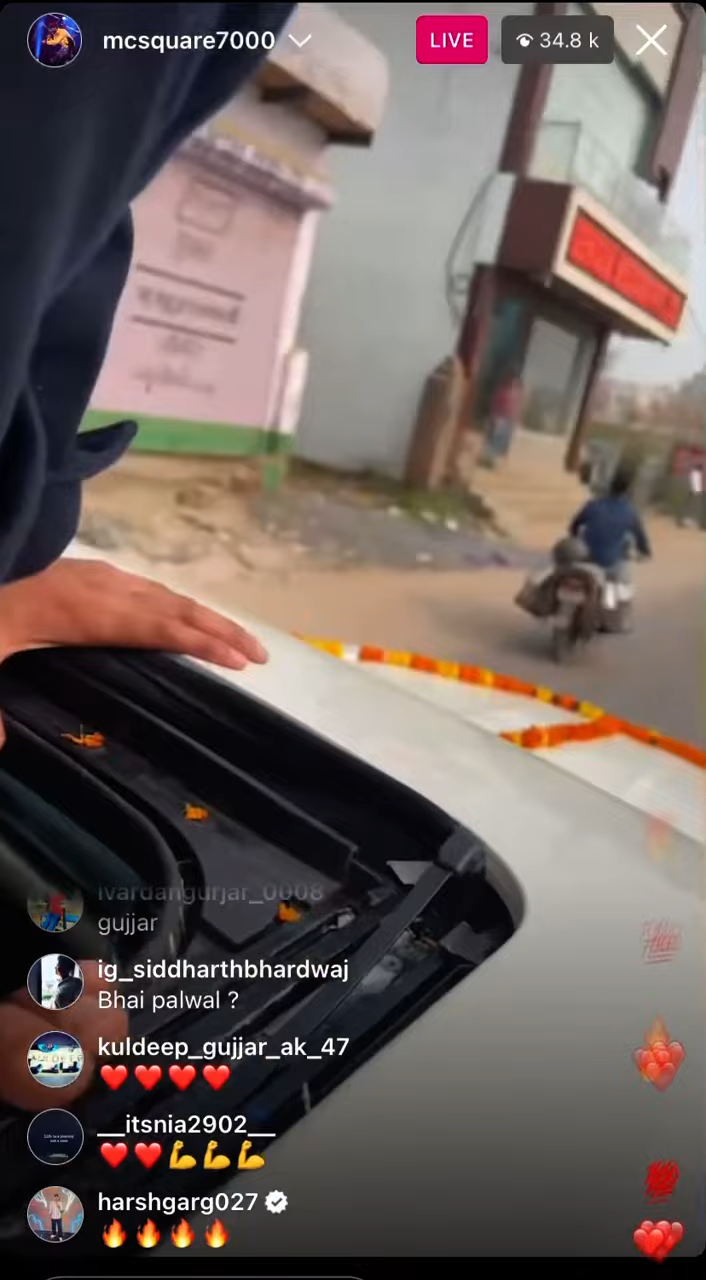 mcsquare7000
LIVE
34.8 k
gujjar
ig_siddharthbhardwaj
Bhai palwal ?
kuldeep_gujjar_ak_47
❤️❤️❤️❤️
__itsnia2902__
❤️❤️💪💪💪
harshgarg027
🔥🔥🔥🔥